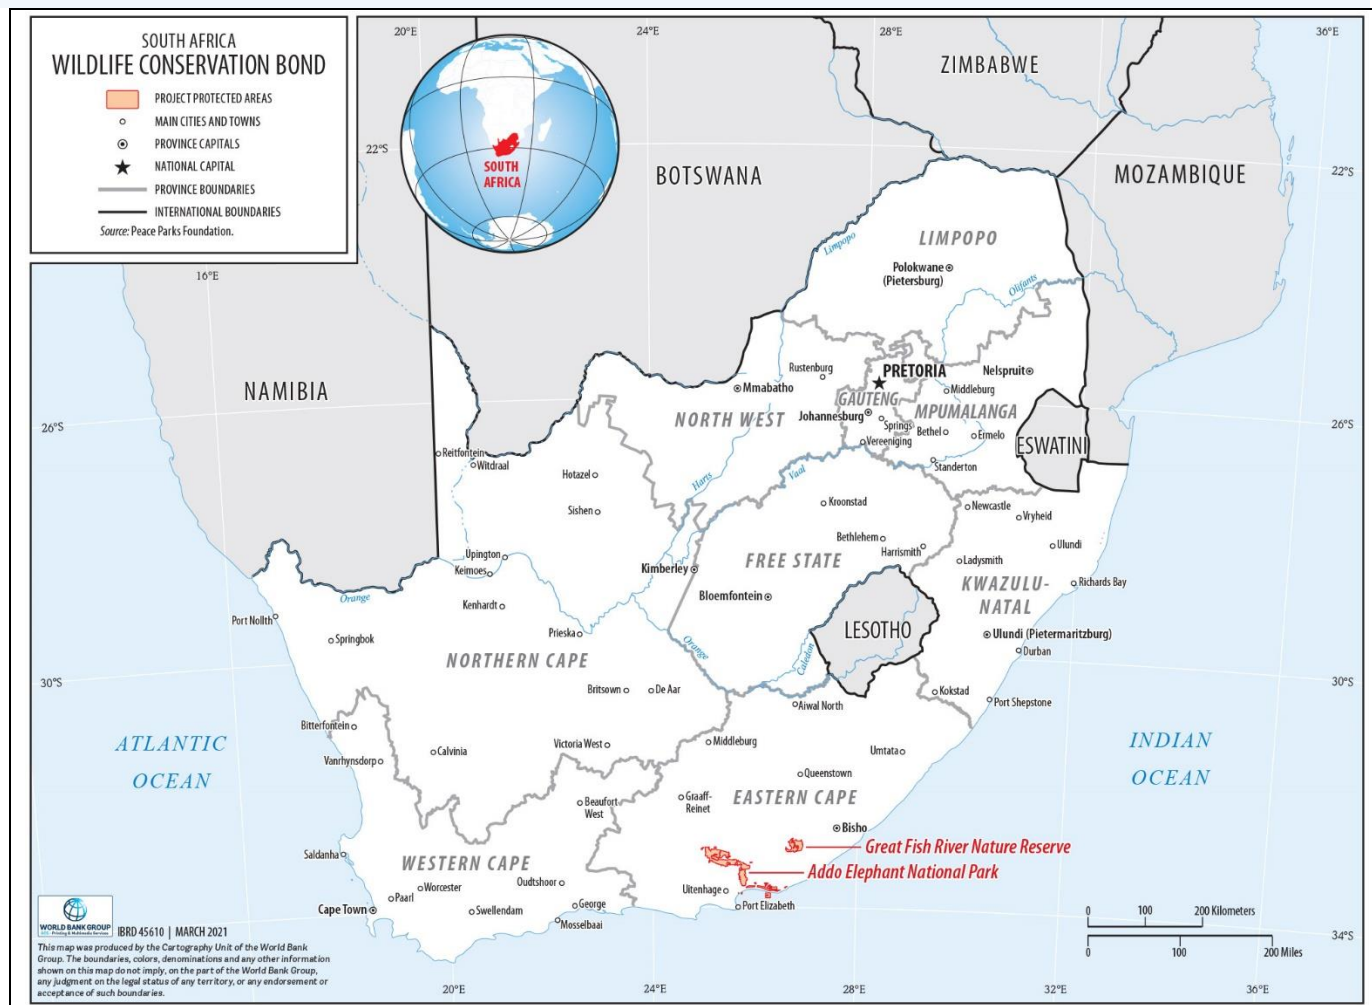 SOUTH AFRICA
WILDLIFE CONSERVATION BOND
PROJECT PROTECTED AREAS
MAIN CITIES AND TOWNS
PROVINCE CAPITALS
NATIONAL CAPITAL
PROVINCE BOUNDARIES
INTERNATIONAL BOUNDARIES
Source: Peace Parks Foundation.
20°E
24°E
28°E
36°E
22°S
22°S
16°E
SOUTH
AFRICA
ZIMBABWE
BOTSWANA
MOZAMBIQUE
NAMIBIA
LIMPOPO
Limpopo
Polokwane
(Pietersburg)
Olifants
Rustenburg
PRETORIA
Nelspruit
Mmabatho
Middleburg
GAUTENG
MPUMALANGA
NORTH WEST
Johannesburg
Springs
Bethel
Ermelo
Vereeniging
Standerton
ESWATINI
26°S
26°S
Reitfontein
Witdraal
Hotazel
Harts
Vaal
Sishen
Kroonstad
Newcastle
Vryheid
Bethlehem
Harrismith
Ulundi
Upington
Keimoes
Kimberley
FREE STATE
Ladysmith
KWAZULU-
NATAL
Richards Bay
Orange
Kenhardt
Bloemfontein
Port Nollth
Springbok
Prieska
Orange
Caledon
LESOTHO
Ulundi (Pietermaritzburg)
Durban
NORTHERN CAPE
30°S
30°S
Britsown
De Aar
Aiwal North
Kokstad
Port Shepstone
Bitterfontein
Vanrhynsdorp
Calvinia
Victoria West
Middleburg
Umtata
ATLANTIC
OCEAN
INDIAN
OCEAN
Queenstown
Beaufort
West
Graaff-
Reinet
EASTERN CAPE
Bisho
Great Fish River Nature Reserve
Addo Elephant National Park
Saldanha
WESTERN CAPE
Worcester
Paarl
Oudtshoor
Uitenhage
Port Elizabeth
Cape Town
Swellendam
George
Mosselbaai
0 100 200 Kilometers
0 100 200 Miles
34°S
20°E
24°E
28°E
32°E
36°E
WORLD BANK GROUP
IBRD 45610 | MARCH 2021
This map was produced by the Cartography Unit of the World Bank
Group. The boundaries, colors, denominations and any other information
shown on this map do not imply, on the part of the World Bank Group,
any judgment on the legal status of any territory, or any endorsement or
acceptance of such boundaries.